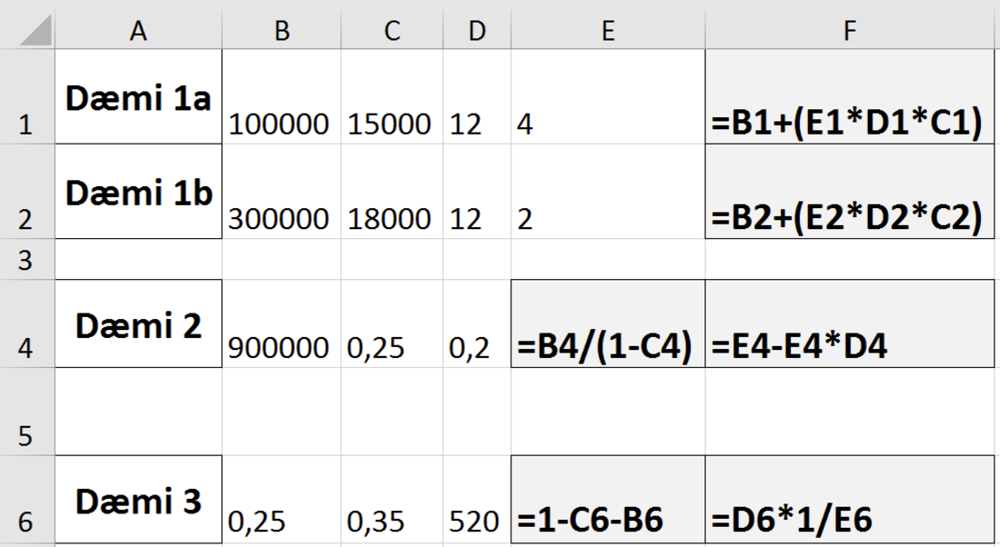 A B C D E F
1 Dæmi 1a 100000 15000 12 4 =B1+(E1*D1*C1)
2 Dæmi 1b 300000 18000 12 2 =B2+(E2*D2*C2)
3
4 Dæmi 2 900000 0,25 0,2 =B4/(1-C4) =E4-E4*D4
5
6 Dæmi 3 0,25 0,35 520 =1-C6-B6 =D6*1/E6